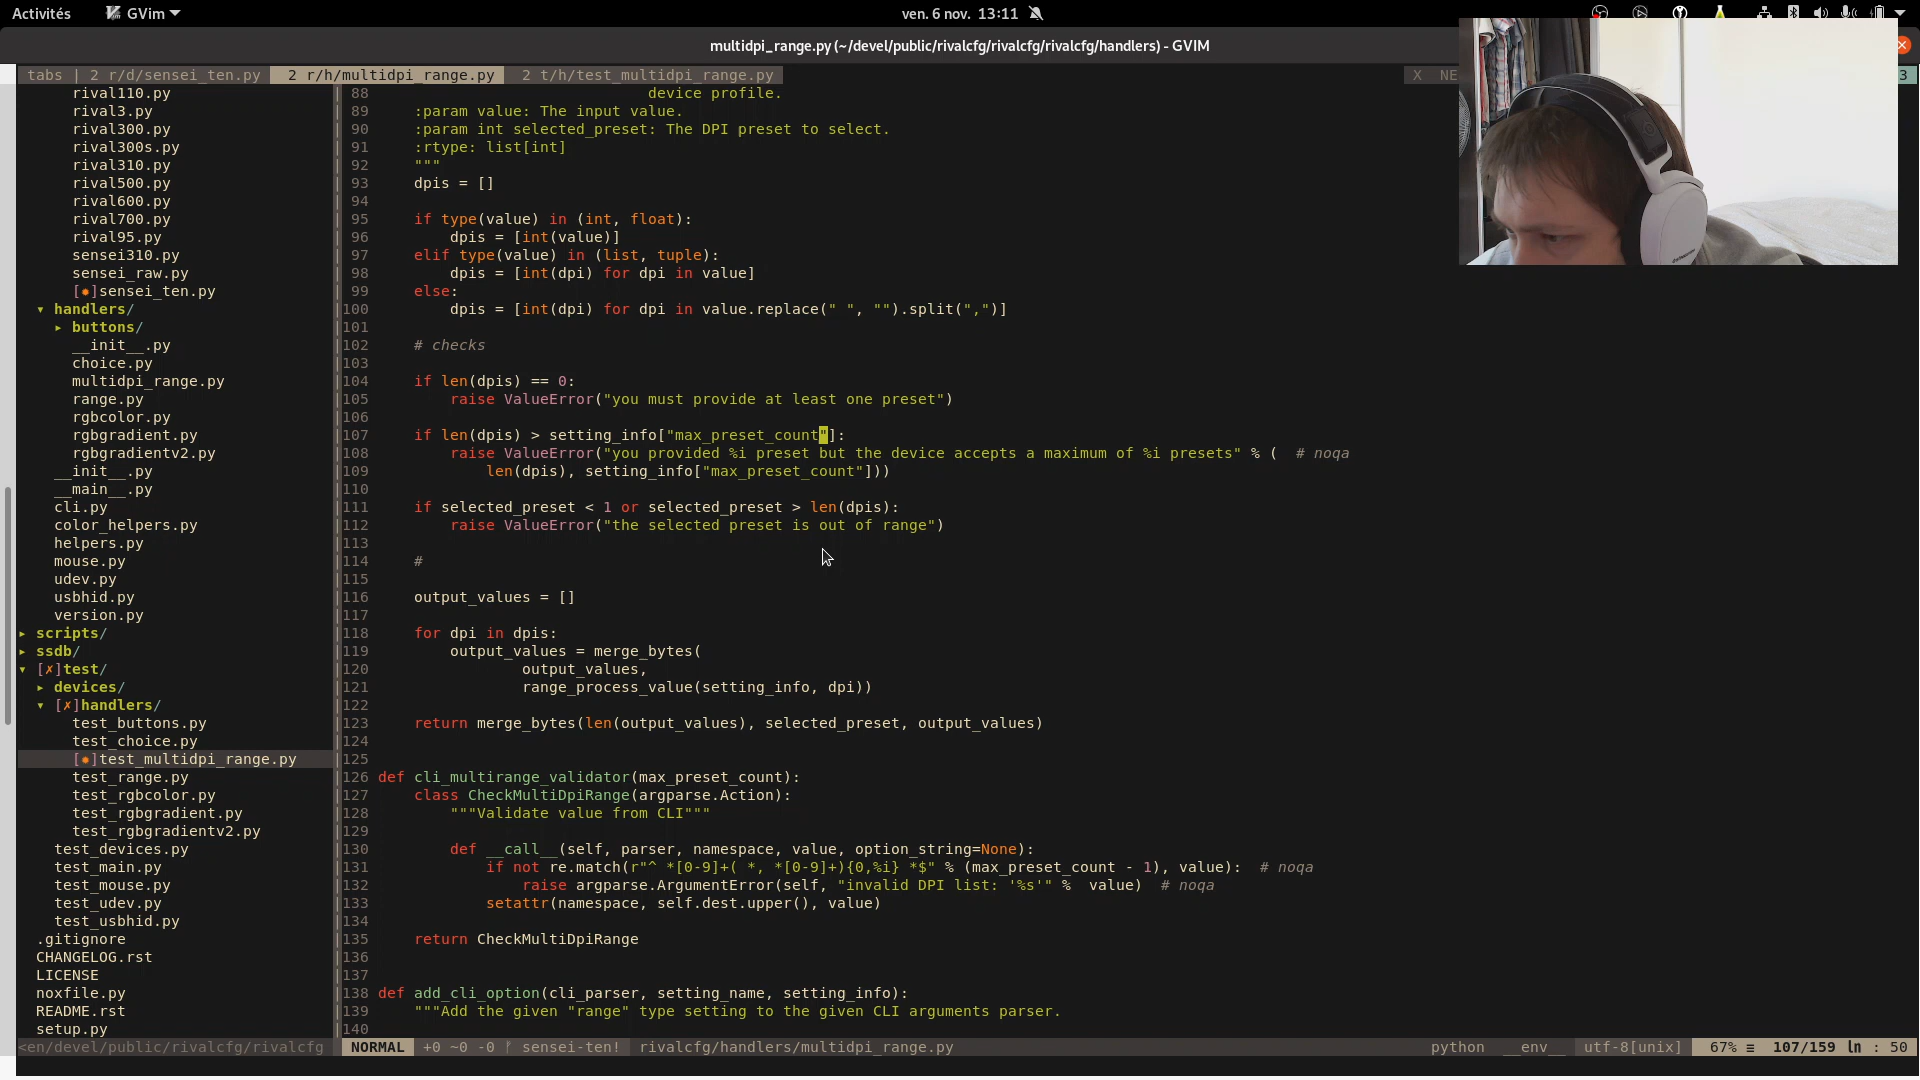 Activités GVim ven. 6 nov. 13:11
multidpi_range.py (~/devel/public/rivalcfg/rivalcfg/handlers) - GVIM
tabs | 2 r/d/sensei_ten.py 2 r/h/multidpi_range.py 2 t/h/test_multidpi_range.py X NE 3
rival110.py
rival3.py
rival300.py
rival300s.py
rival310.py
rival500.py
rival600.py
rival700.py
rival95.py
sensei310.py
sensei_raw.py
[●]sensei_ten.py
▾ handlers/
▸ buttons/
__init__.py
choice.py
multidpi_range.py
range.py
rgbcolor.py
rgbgradient.py
rgbgradientv2.py
__init__.py
__main__.py
cli.py
color_helpers.py
helpers.py
mouse.py
udev.py
usbhid.py
version.py
▸ scripts/
▸ ssdb/
▾ [✗]test/
▸ devices/
▾ [✗]handlers/
test_buttons.py
test_choice.py
[●]test_multidpi_range.py
test_range.py
test_rgbcolor.py
test_rgbgradient.py
test_rgbgradientv2.py
test_devices.py
test_main.py
test_mouse.py
test_udev.py
test_usbhid.py
.gitignore
CHANGELOG.rst
LICENSE
noxfile.py
README.rst
setup.py
88 device profile.
89 :param value: The input value.
90 :param int selected_preset: The DPI preset to select.
91 :rtype: list[int]
92 """
93 dpis = []
94
95 if type(value) in (int, float):
96 dpis = [int(value)]
97 elif type(value) in (list, tuple):
98 dpis = [int(dpi) for dpi in value]
99 else:
100 dpis = [int(dpi) for dpi in value.replace(" ", "").split(",")]
101
102 # checks
103
104 if len(dpis) == 0:
105 raise ValueError("you must provide at least one preset")
106
107 if len(dpis) > setting_info["max_preset_count"]:
108 raise ValueError("you provided %i preset but the device accepts a maximum of %i presets" % (  # noqa
109 len(dpis), setting_info["max_preset_count"]))
110
111 if selected_preset < 1 or selected_preset > len(dpis):
112 raise ValueError("the selected preset is out of range")
113
114 #
115
116 output_values = []
117
118 for dpi in dpis:
119 output_values = merge_bytes(
120 output_values,
121 range_process_value(setting_info, dpi))
122
123 return merge_bytes(len(output_values), selected_preset, output_values)
124
125
126 def cli_multirange_validator(max_preset_count):
127 class CheckMultiDpiRange(argparse.Action):
128 """Validate value from CLI"""
129
130 def __call__(self, parser, namespace, value, option_string=None):
131 if not re.match(r"^ *[0-9]+( *, *[0-9]+){0,%i} *$" % (max_preset_count - 1), value):  # noqa
132 raise argparse.ArgumentError(self, "invalid DPI list: '%s'" %  value)  # noqa
133 setattr(namespace, self.dest.upper(), value)
134
135 return CheckMultiDpiRange
136
137
138 def add_cli_option(cli_parser, setting_name, setting_info):
139 """Add the given "range" type setting to the given CLI arguments parser.
140
<en/devel/public/rivalcfg/rivalcfg NORMAL +0 ~0 -0 ᚠ sensei-ten! rivalcfg/handlers/multidpi_range.py python __env__ utf-8[unix] 67% ≡ 107/159 ㏑ : 50